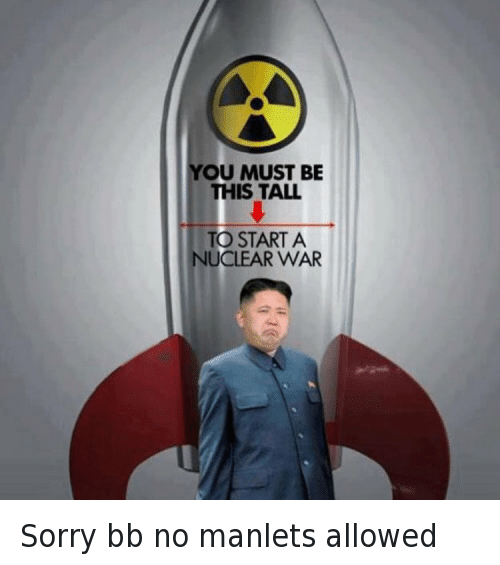 YOU MUST BE
THIS TALL
TO START A
NUCLEAR WAR
Sorry bb no manlets allowed